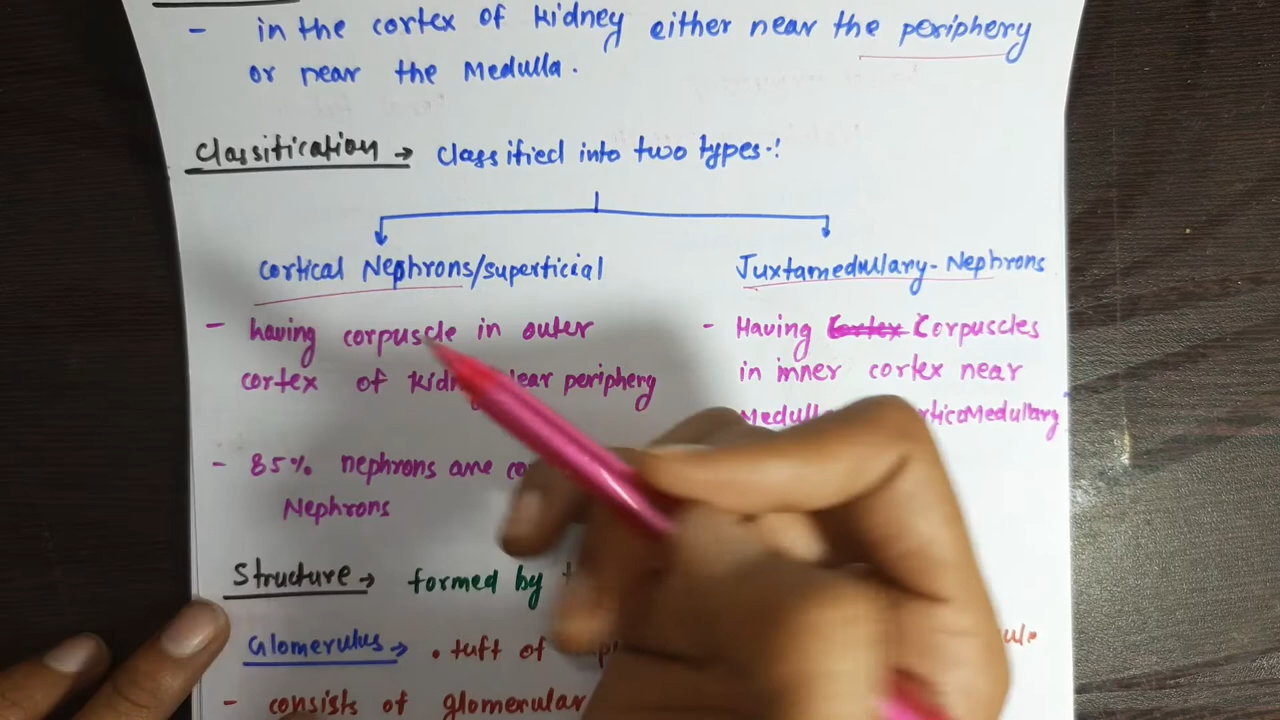 - in the cortex of kidney either near the periphery
or near the Medulla.
Classification → classified into two types.!
Cortical Nephrons/superficial
Juxtamedullary-Nephrons
- having corpuscle in outer
cortex of near periphery
- 85% nephrons are
Nephrons
- Having Corpuscles
in inner cortex near
Structure → formed by
Glomerulus → • tuft of
- consists of glomerular